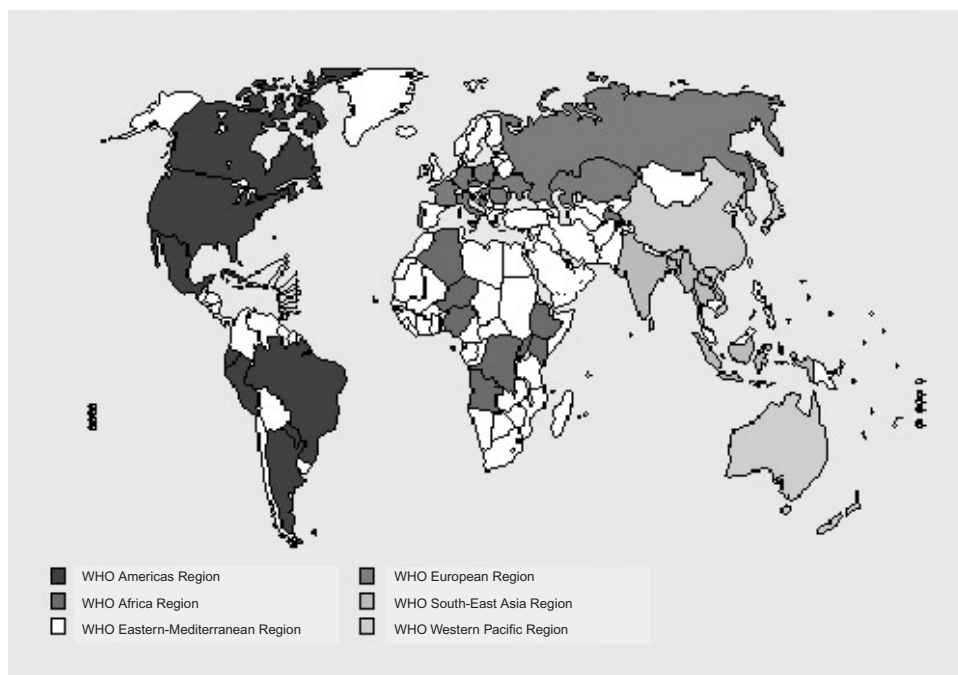 WHO Americas Region
WHO Africa Region
WHO Eastern-Mediterranean Region
WHO European Region
WHO South-East Asia Region
WHO Western Pacific Region